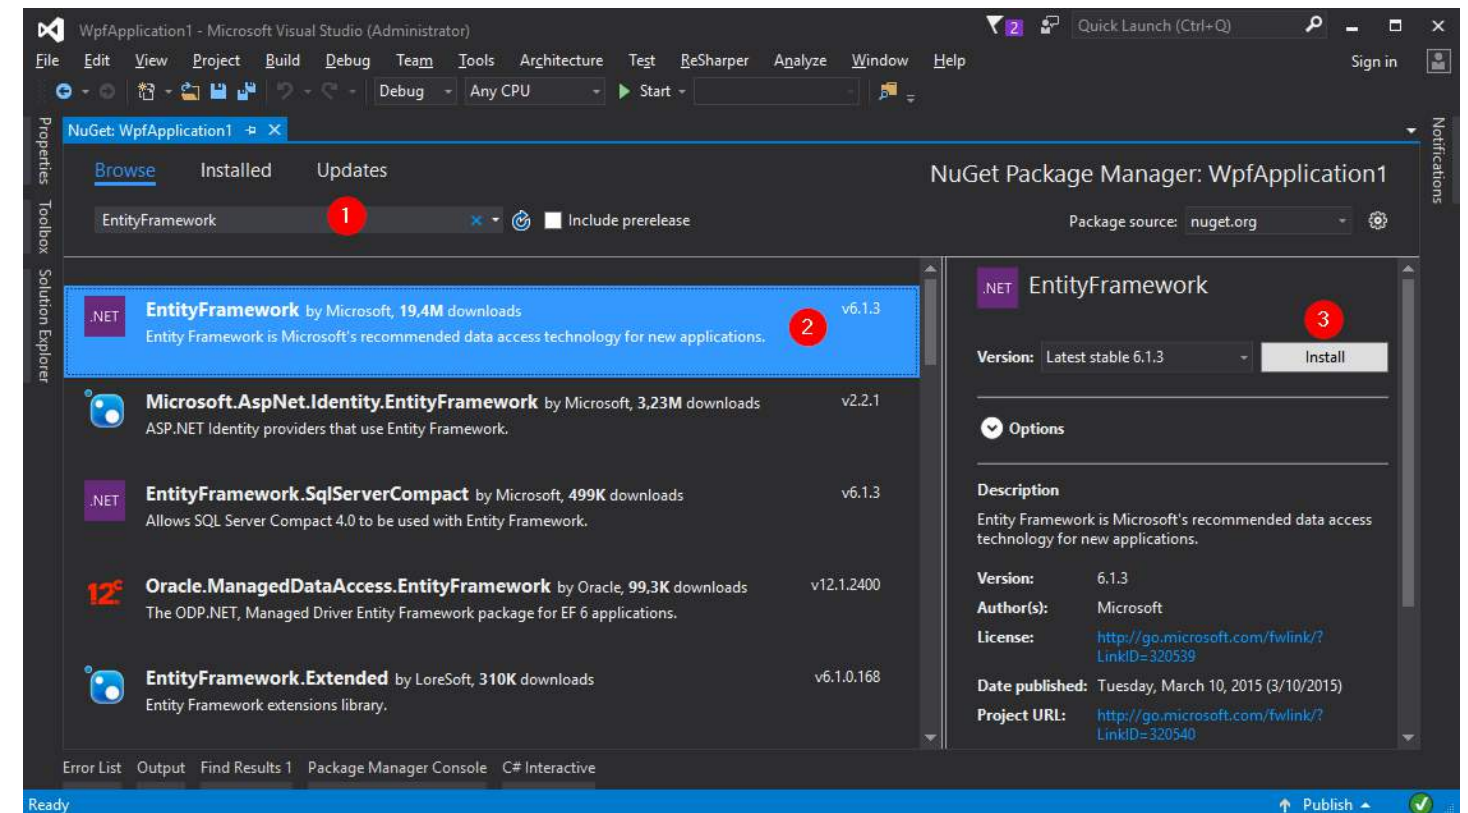 WpfApplication1 - Microsoft Visual Studio (Administrator)
2
Quick Launch (Ctrl+Q)
File Edit View Project Build Debug Team Tools Architecture Test ReSharper Analyze Window Help
Sign in
Debug Any CPU Start
Properties
Toolbox
Solution Explorer
Notifications
NuGet: WpfApplication1
Browse Installed Updates
NuGet Package Manager: WpfApplication1
EntityFramework
1
Include prerelease
Package source: nuget.org
.NET
EntityFramework by Microsoft, 19,4M downloads
v6.1.3
Entity Framework is Microsoft's recommended data access technology for new applications.
2
Microsoft.AspNet.Identity.EntityFramework by Microsoft, 3,23M downloads
v2.2.1
ASP.NET Identity providers that use Entity Framework.
.NET
EntityFramework.SqlServerCompact by Microsoft, 499K downloads
v6.1.3
Allows SQL Server Compact 4.0 to be used with Entity Framework.
12c
Oracle.ManagedDataAccess.EntityFramework by Oracle, 99,3K downloads
v12.1.2400
The ODP.NET, Managed Driver Entity Framework package for EF 6 applications.
EntityFramework.Extended by LoreSoft, 310K downloads
v6.1.0.168
Entity Framework extensions library.
.NET
EntityFramework
3
Version: Latest stable 6.1.3
Install
Options
Description
Entity Framework is Microsoft's recommended data access
technology for new applications.
Version: 6.1.3
Author(s): Microsoft
License: http://go.microsoft.com/fwlink/?
LinkID=320539
Date published: Tuesday, March 10, 2015 (3/10/2015)
Project URL: http://go.microsoft.com/fwlink/?
LinkID=320540
Error List Output Find Results 1 Package Manager Console C# Interactive
Ready
Publish